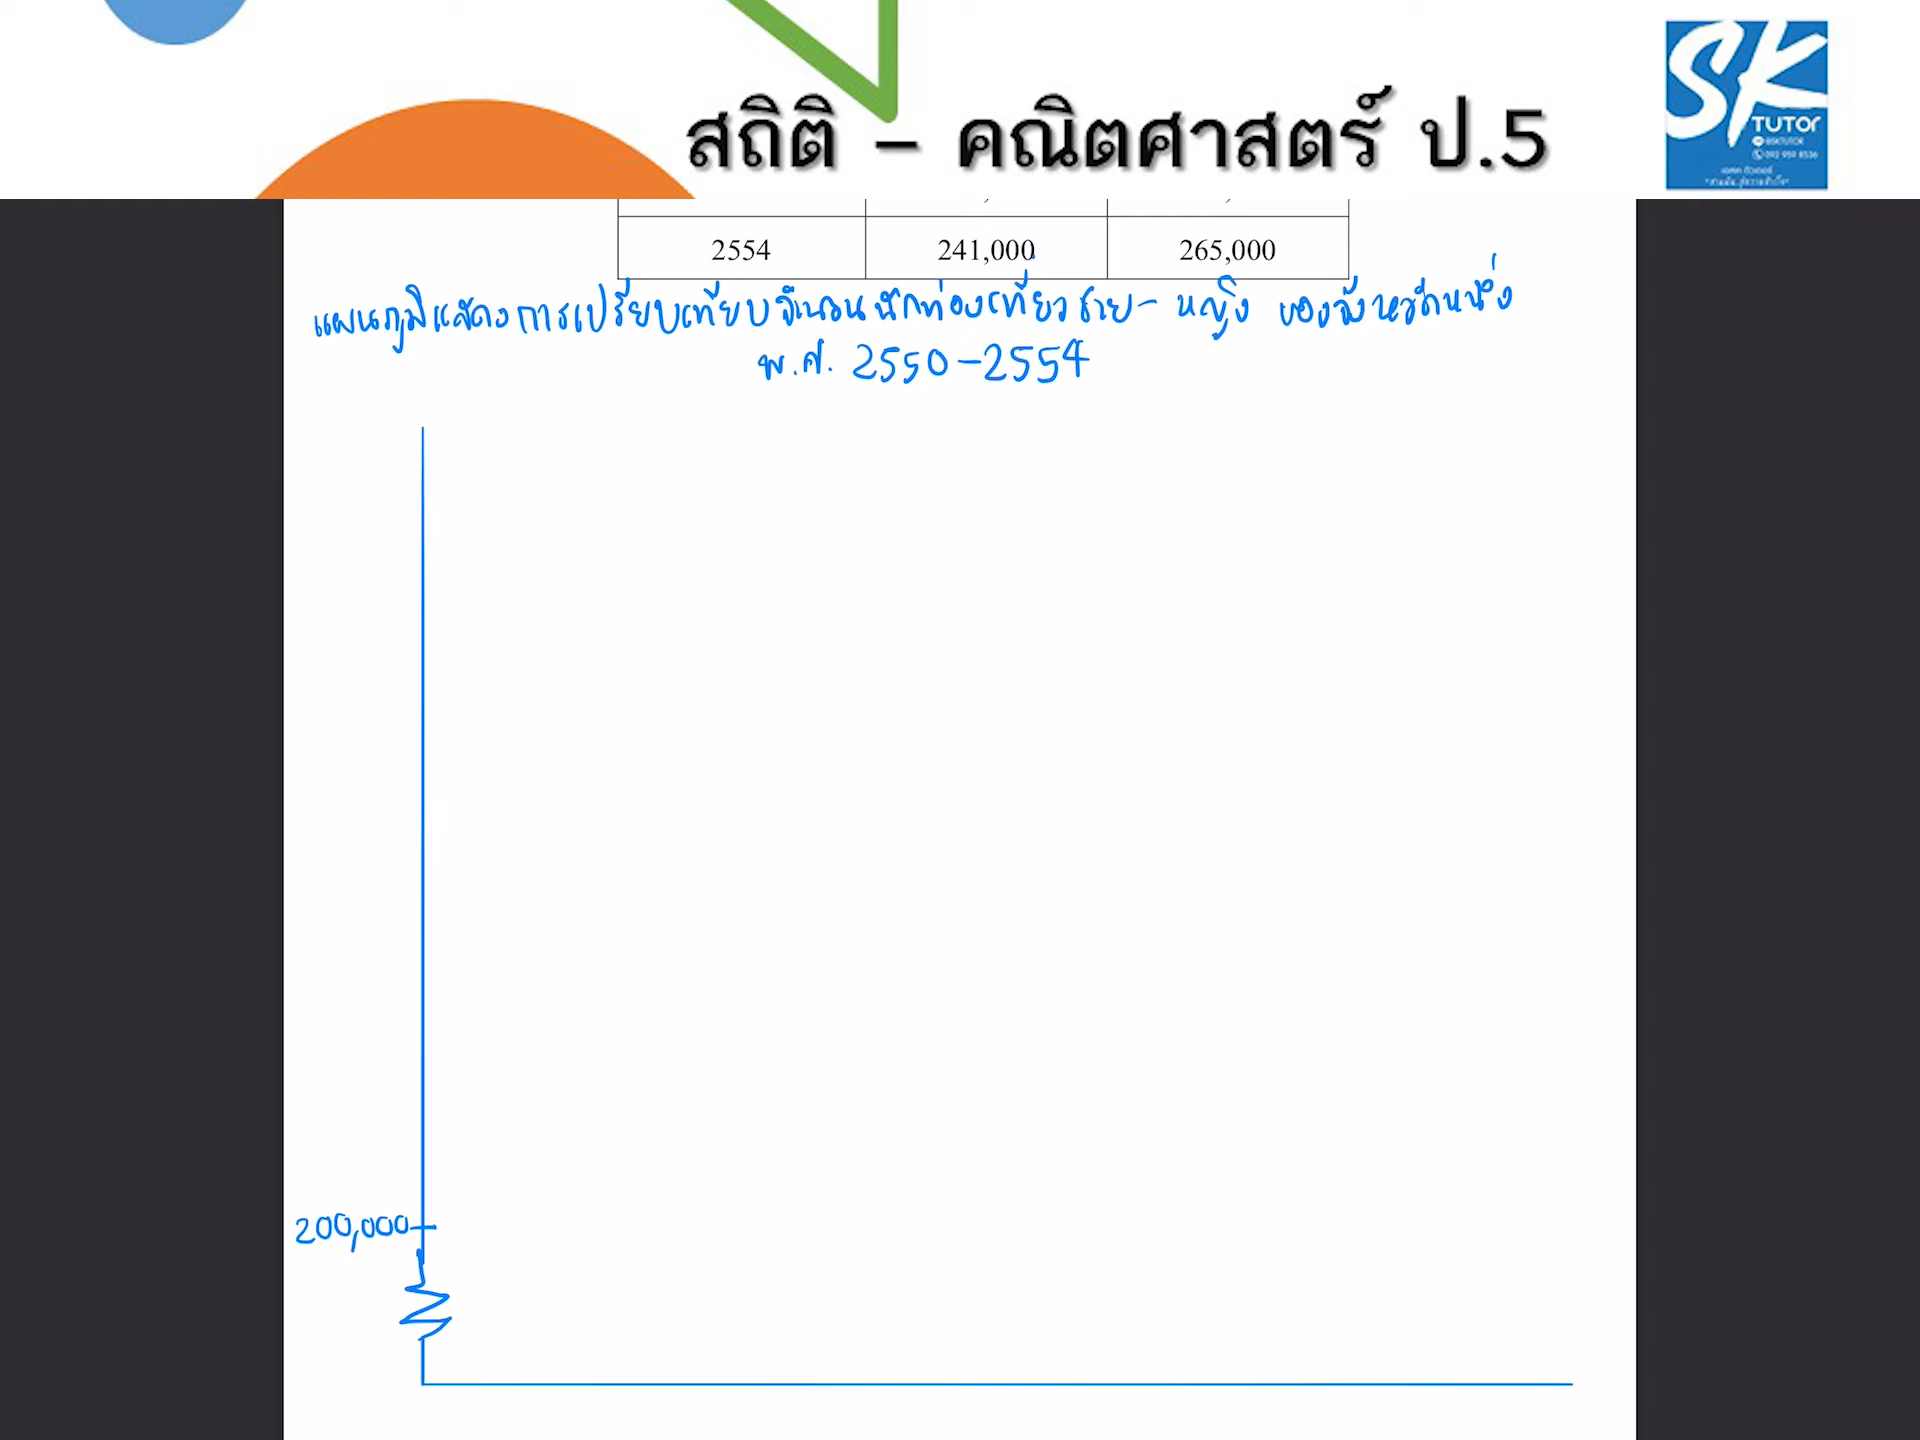 สถิติ – คณิตศาสตร์ ป.5
SK
TUTOR
2554 241,000 265,000
แผนภูมิแสดงการเปรียบเทียบจำนวนนักท่องเที่ยวชาย - หญิง ของจังหวัดหนึ่ง
พ.ศ. 2550 - 2554
200,000